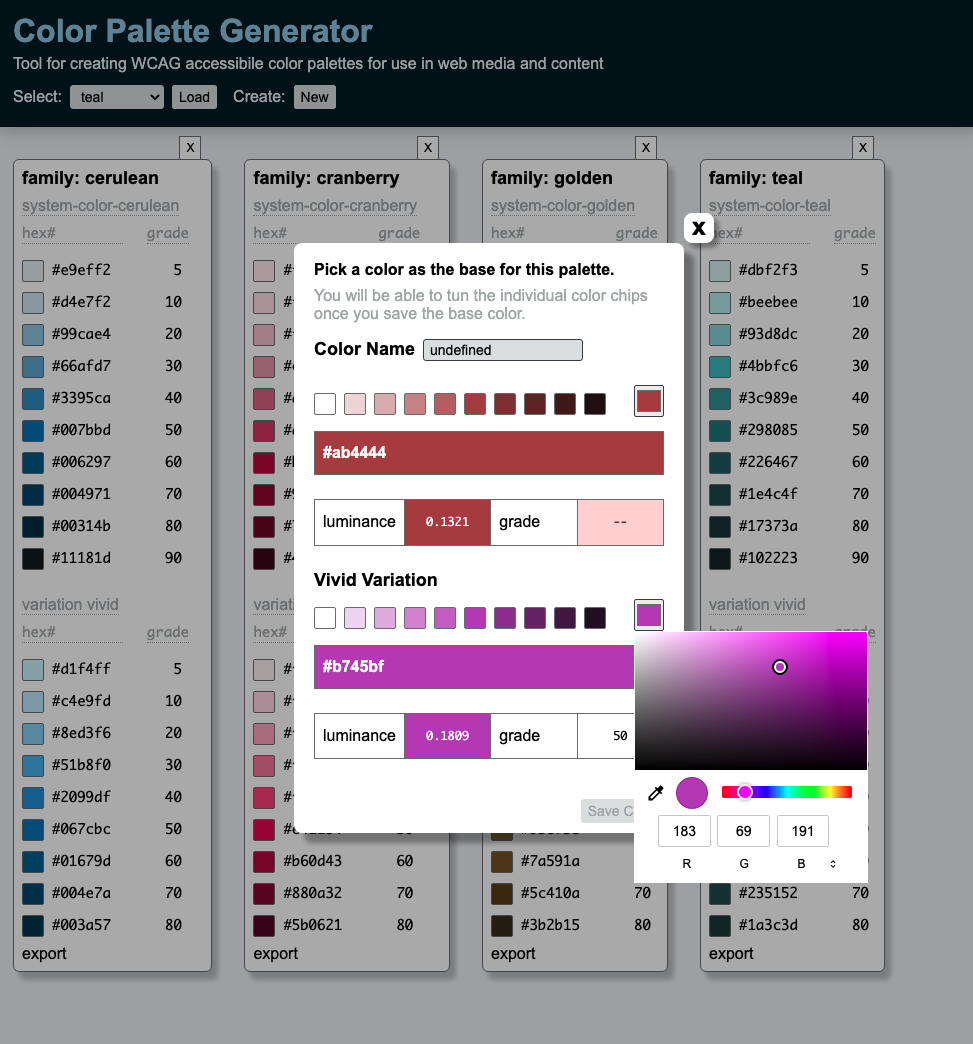 Color Palette Generator
Tool for creating WCAG accessibile color palettes for use in web media and content
Select: teal Load Create: New
X
family: cerulean
system-color-cerulean
hex# grade
#e9eff2 5
#d4e7f2 10
#99cae4 20
#66afd7 30
#3395ca 40
#007bbd 50
#006297 60
#004971 70
#00314b 80
#11181d 90
variation vivid
hex# grade
#d1f4ff 5
#c4e9fd 10
#8ed3f6 20
#51b8f0 30
#2099df 40
#067cbc 50
#01679d 60
#004e7a 70
#003a57 80
export
X
family: cranberry
system-color-cranberry
hex# grade
#b60d43 60
#880a32 70
#5b0621 80
export
X
family: golden
system-color-golden
hex# grade
#7a591a
#5c410a 70
#3b2b15 80
export
X
family: teal
system-color-teal
hex# grade
#dbf2f3 5
#beebee 10
#93d8dc 20
#4bbfc6 30
#3c989e 40
#298085 50
#226467 60
#1e4c4f 70
#17373a 80
#102223 90
variation vivid
#235152 70
#1a3c3d 80
export
X
Pick a color as the base for this palette.
You will be able to tun the individual color chips
once you save the base color.
Color Name undefined
#ab4444
luminance 0.1321 grade --
Vivid Variation
#b745bf
luminance 0.1809 grade 50
Save
183 69 191
R G B